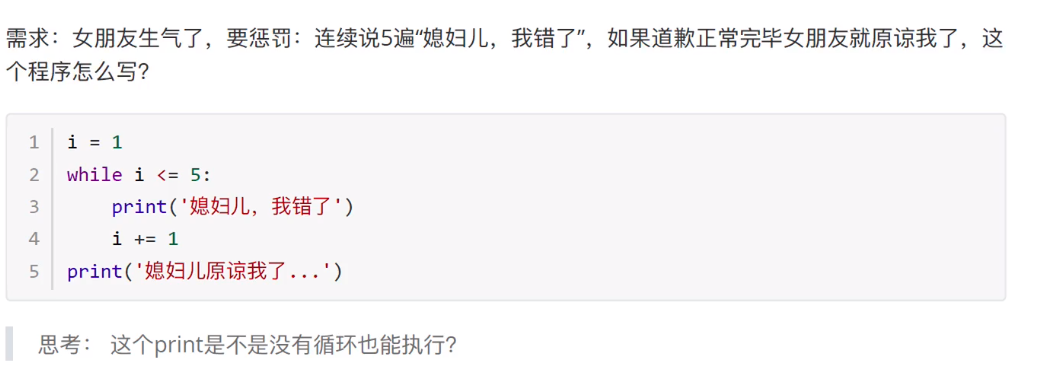 需求：女朋友生气了，要惩罚：连续说5遍“媳妇儿，我错了”，如果道歉正常完毕女朋友就原谅我了，这
个程序怎么写？
1 i = 1
2 while i <= 5:
3     print('媳妇儿，我错了')
4     i += 1
5 print('媳妇儿原谅我了...')
思考： 这个print是不是没有循环也能执行？